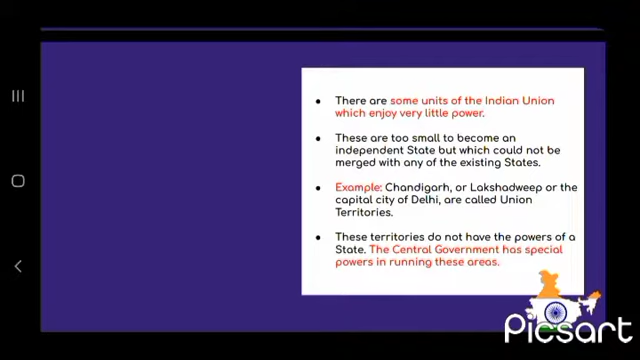 There are some units of the Indian Union
which enjoy very little power.
These are too small to become an
independent State but which could not be
merged with any of the existing States.
Example: Chandigarh, or Lakshadweep or the
capital city of Delhi, are called Union
Territories.
These territories do not have the powers of a
State. The Central Government has special
powers in running these areas.
Picsart